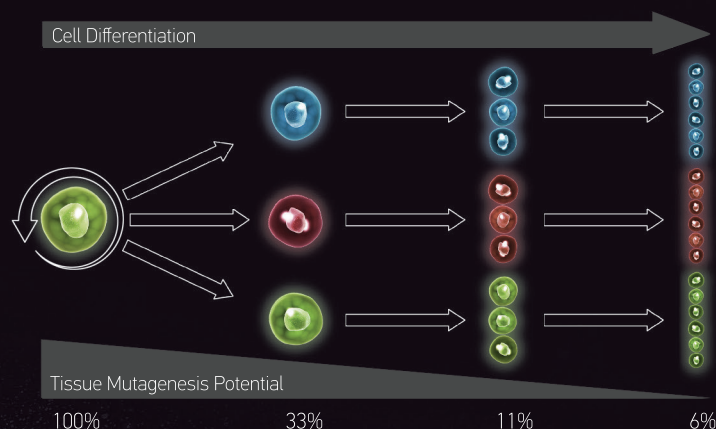 Cell Differentiation
Tissue Mutagenesis Potential
100% 33% 11% 6%